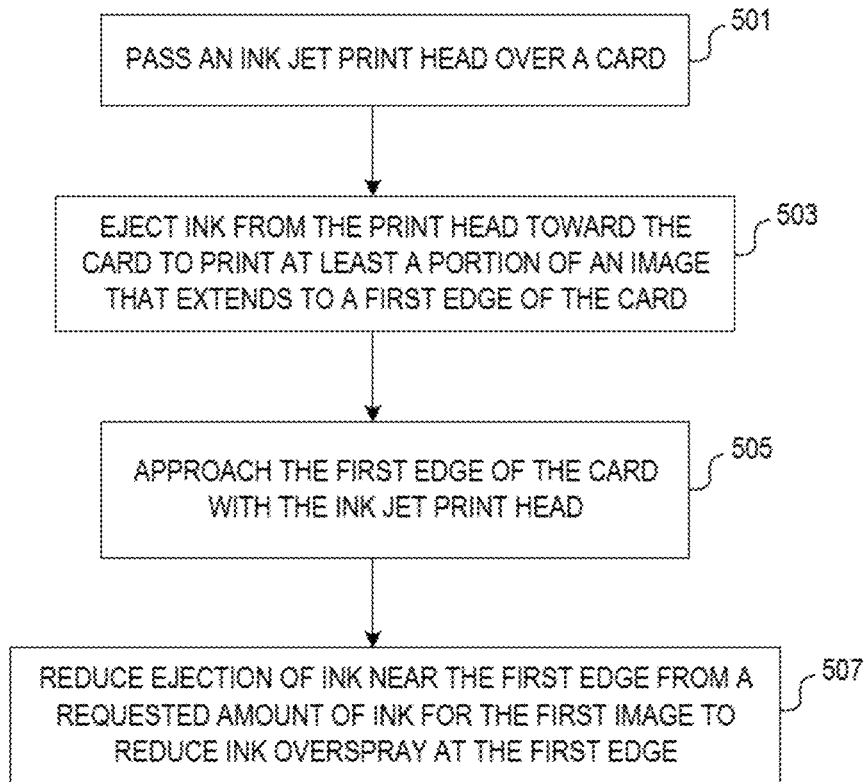 PASS AN INK JET PRINT HEAD OVER A CARD
501
EJECT INK FROM THE PRINT HEAD TOWARD THE
CARD TO PRINT AT LEAST A PORTION OF AN IMAGE
THAT EXTENDS TO A FIRST EDGE OF THE CARD
503
APPROACH THE FIRST EDGE OF THE CARD
WITH THE INK JET PRINT HEAD
505
REDUCE EJECTION OF INK NEAR THE FIRST EDGE FROM A
REQUESTED AMOUNT OF INK FOR THE FIRST IMAGE TO
REDUCE INK OVERSPRAY AT THE FIRST EDGE
507